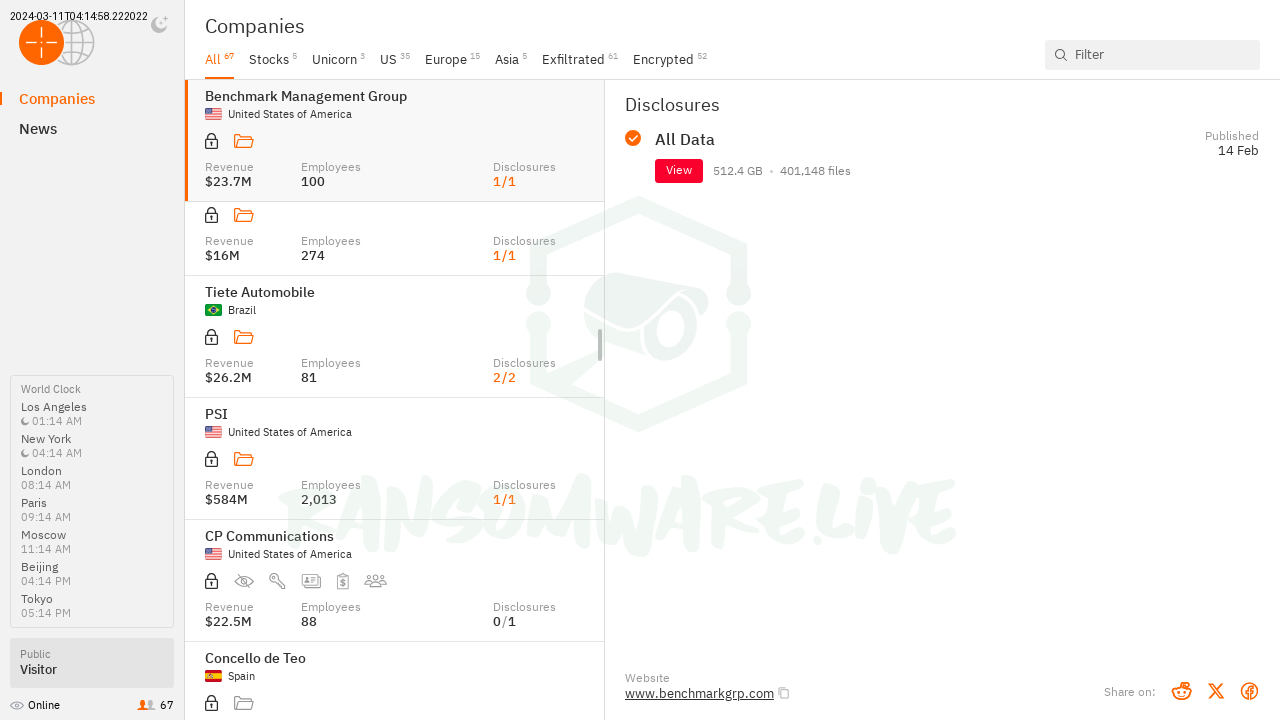 2024-03-11T04:14:58.222022
Companies
News
World Clock
Los Angeles
01:14 AM
New York
04:14 AM
London
08:14 AM
Paris
09:14 AM
Moscow
11:14 AM
Beijing
04:14 PM
Tokyo
05:14 PM
Public
Visitor
Online 67
Companies
All 67 Stocks 5 Unicorn 3 US 35 Europe 15 Asia 5 Exfiltrated 61 Encrypted 52
Filter
Benchmark Management Group
United States of America
Revenue Employees Disclosures
$23.7M 100 1/1
Revenue Employees Disclosures
$16M 274 1/1
Tiete Automobile
Brazil
Revenue Employees Disclosures
$26.2M 81 2/2
PSI
United States of America
Revenue Employees Disclosures
$584M 2,013 1/1
CP Communications
United States of America
Revenue Employees Disclosures
$22.5M 88 0/1
Concello de Teo
Spain
Disclosures
All Data
Published
14 Feb
View 512.4 GB • 401,148 files
RANSOMWARE.LIVE
Website
www.benchmarkgrp.com
Share on: